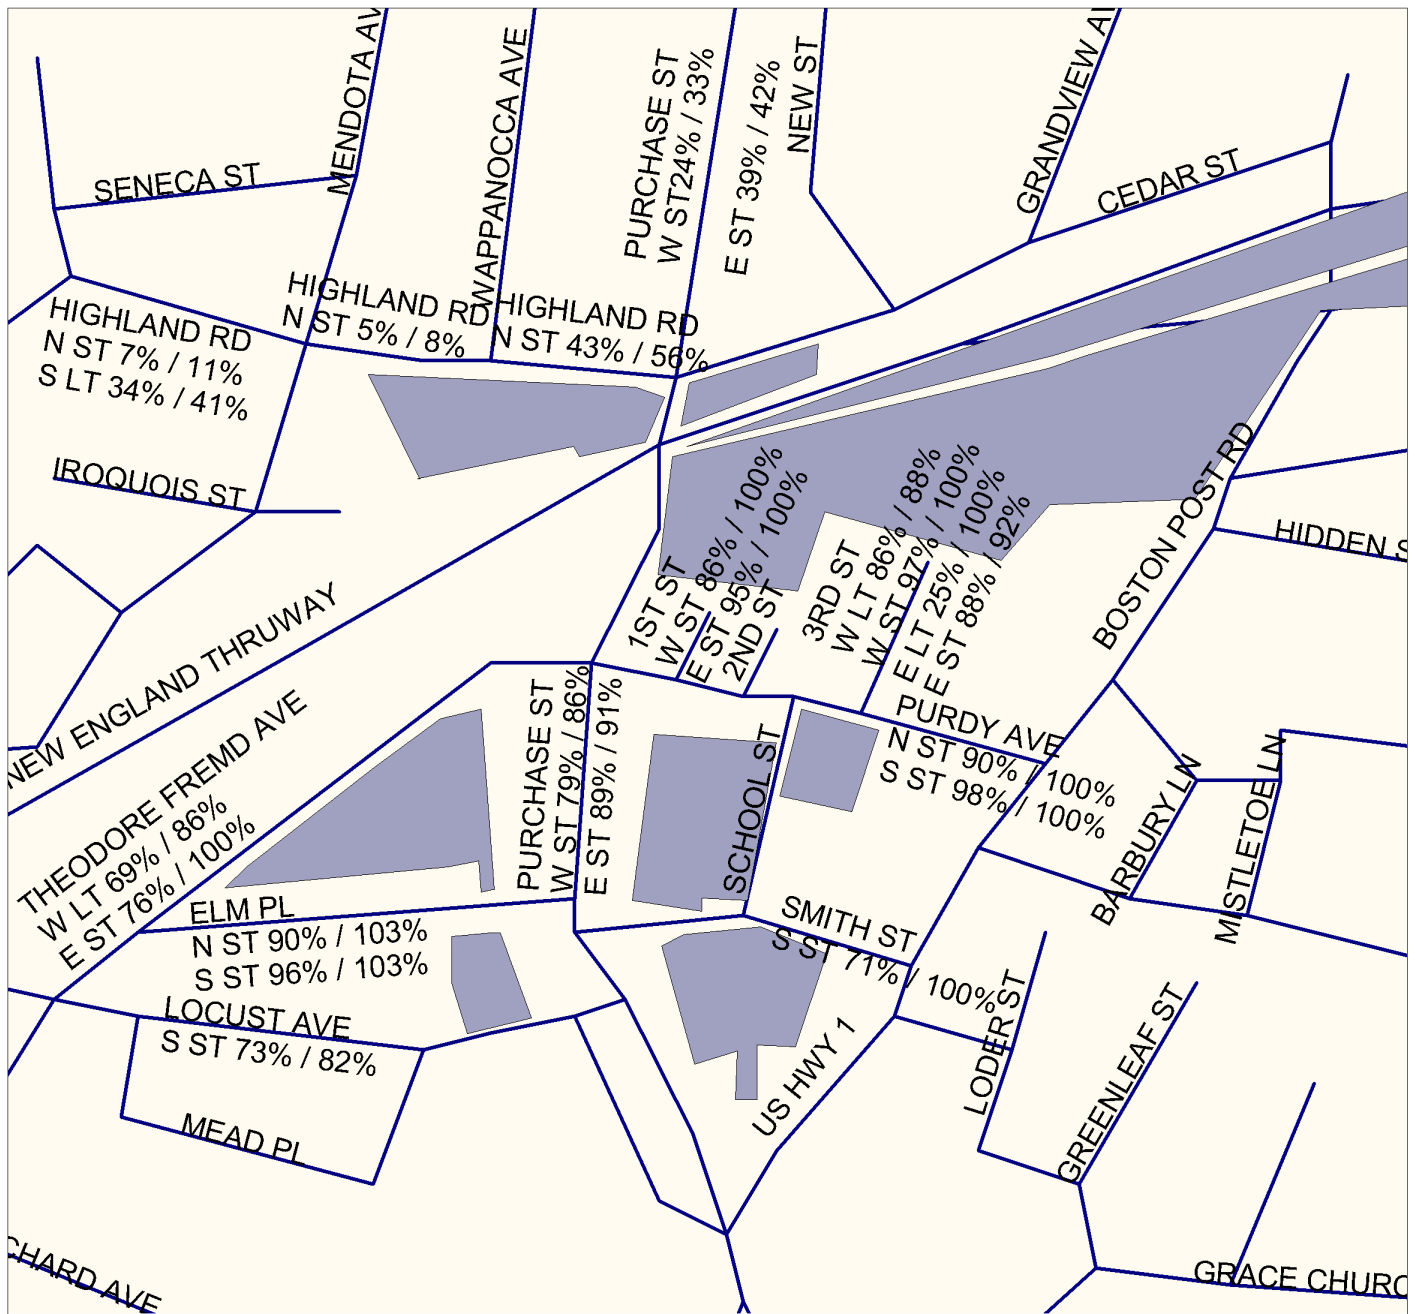 MENDOTA AV
WAPPANOCCA AVE
PURCHASE ST
W ST24% / 33%
E ST 39% / 42%
NEW ST
GRANDVIEW AV
CEDAR ST
SENECA ST
HIGHLAND RD
N ST 7% / 11%
S LT 34% / 41%
HIGHLAND RD
N ST 5% / 8%
HIGHLAND RD
N ST 43% / 56%
IROQUOIS ST
NEW ENGLAND THRUWAY
1ST ST
W ST 86% / 100%
E ST 95% / 100%
2ND ST
3RD ST
W LT 86% / 88%
W ST 97% / 100%
E LT 25% / 100%
E ST 88% / 92%
BOSTON POST RD
HIDDEN S
THEODORE FREMD AVE
W LT 69% / 86%
E ST 76% / 100%
PURCHASE ST
W ST 79% / 86%
E ST 89% / 91%
SCHOOL ST
PURDY AVE
N ST 90% / 100%
S ST 98% / 100%
BARBURY LN
MISTLETOE LN
ELM PL
N ST 90% / 103%
S ST 96% / 103%
SMITH ST
S ST 71% / 100%
LOCUST AVE
S ST 73% / 82%
MEAD PL
US HWY 1
LODER ST
GREENLEAF ST
CHARD AVE
GRACE CHURC